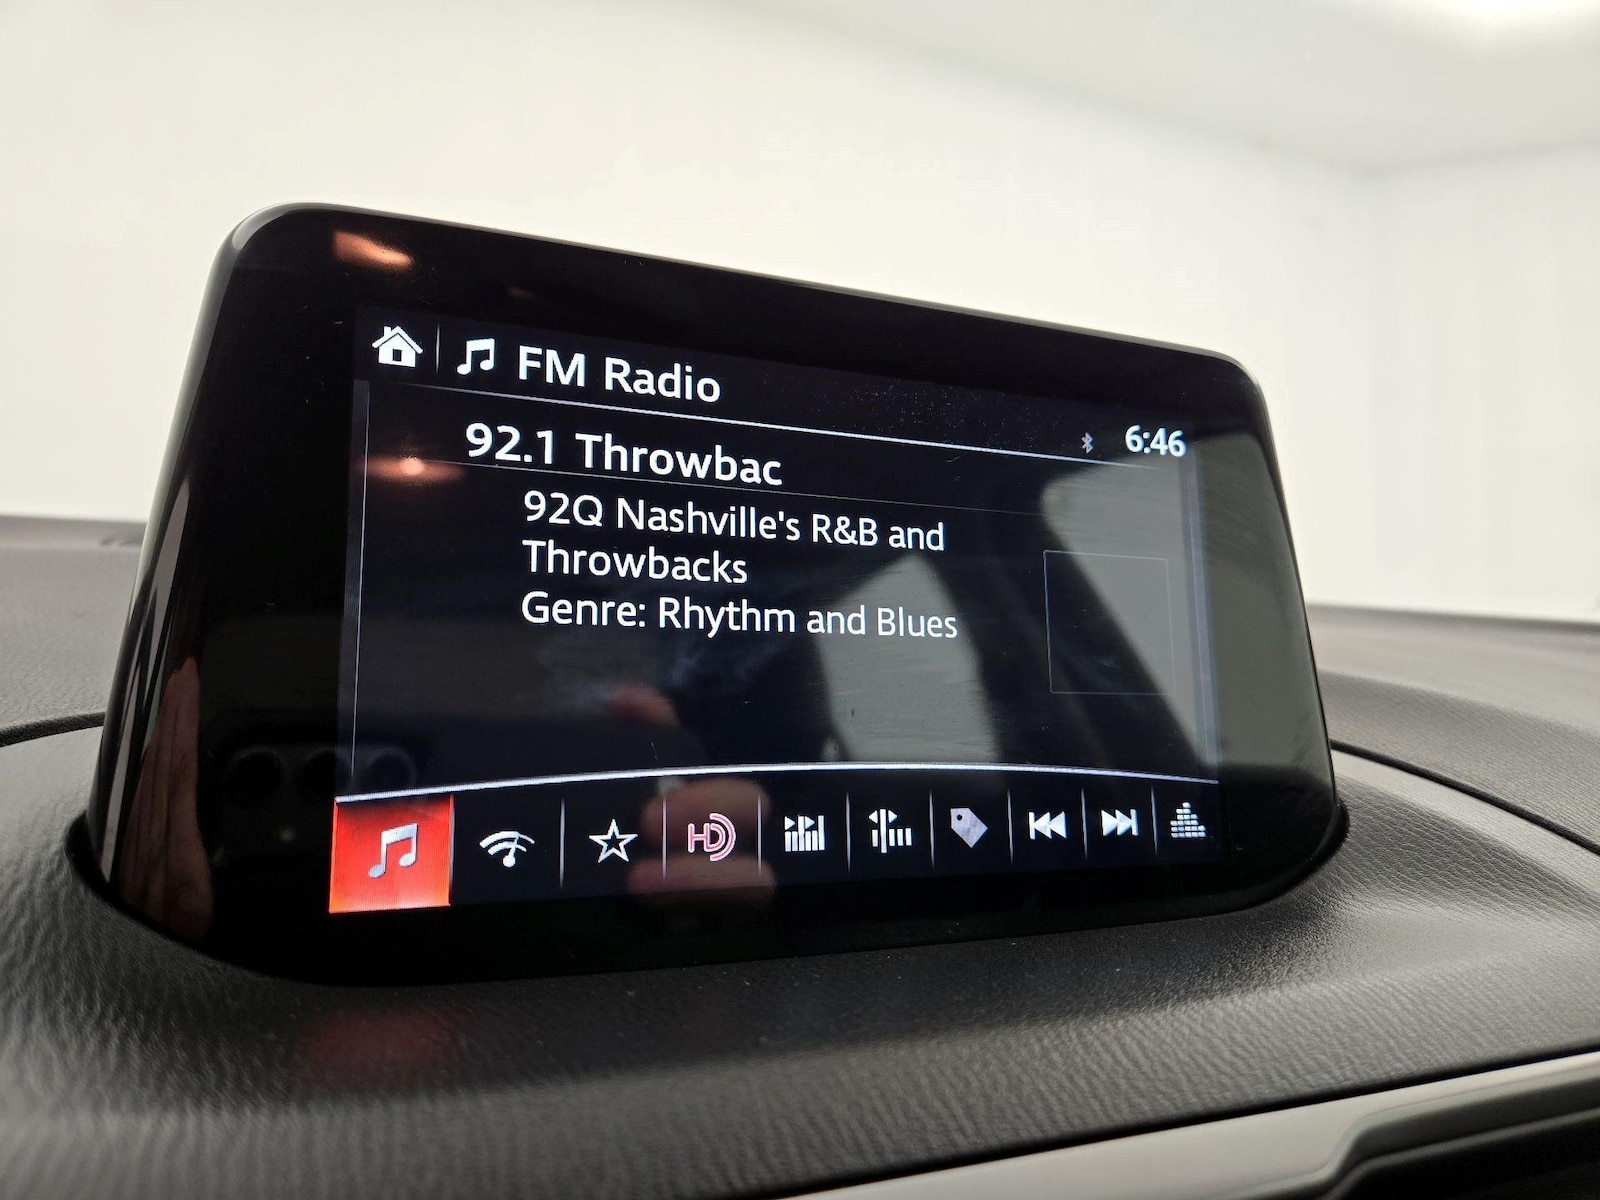 FM Radio
6:46
92.1 Throwbac
92Q Nashville's R&B and
Throwbacks
Genre: Rhythm and Blues
HD